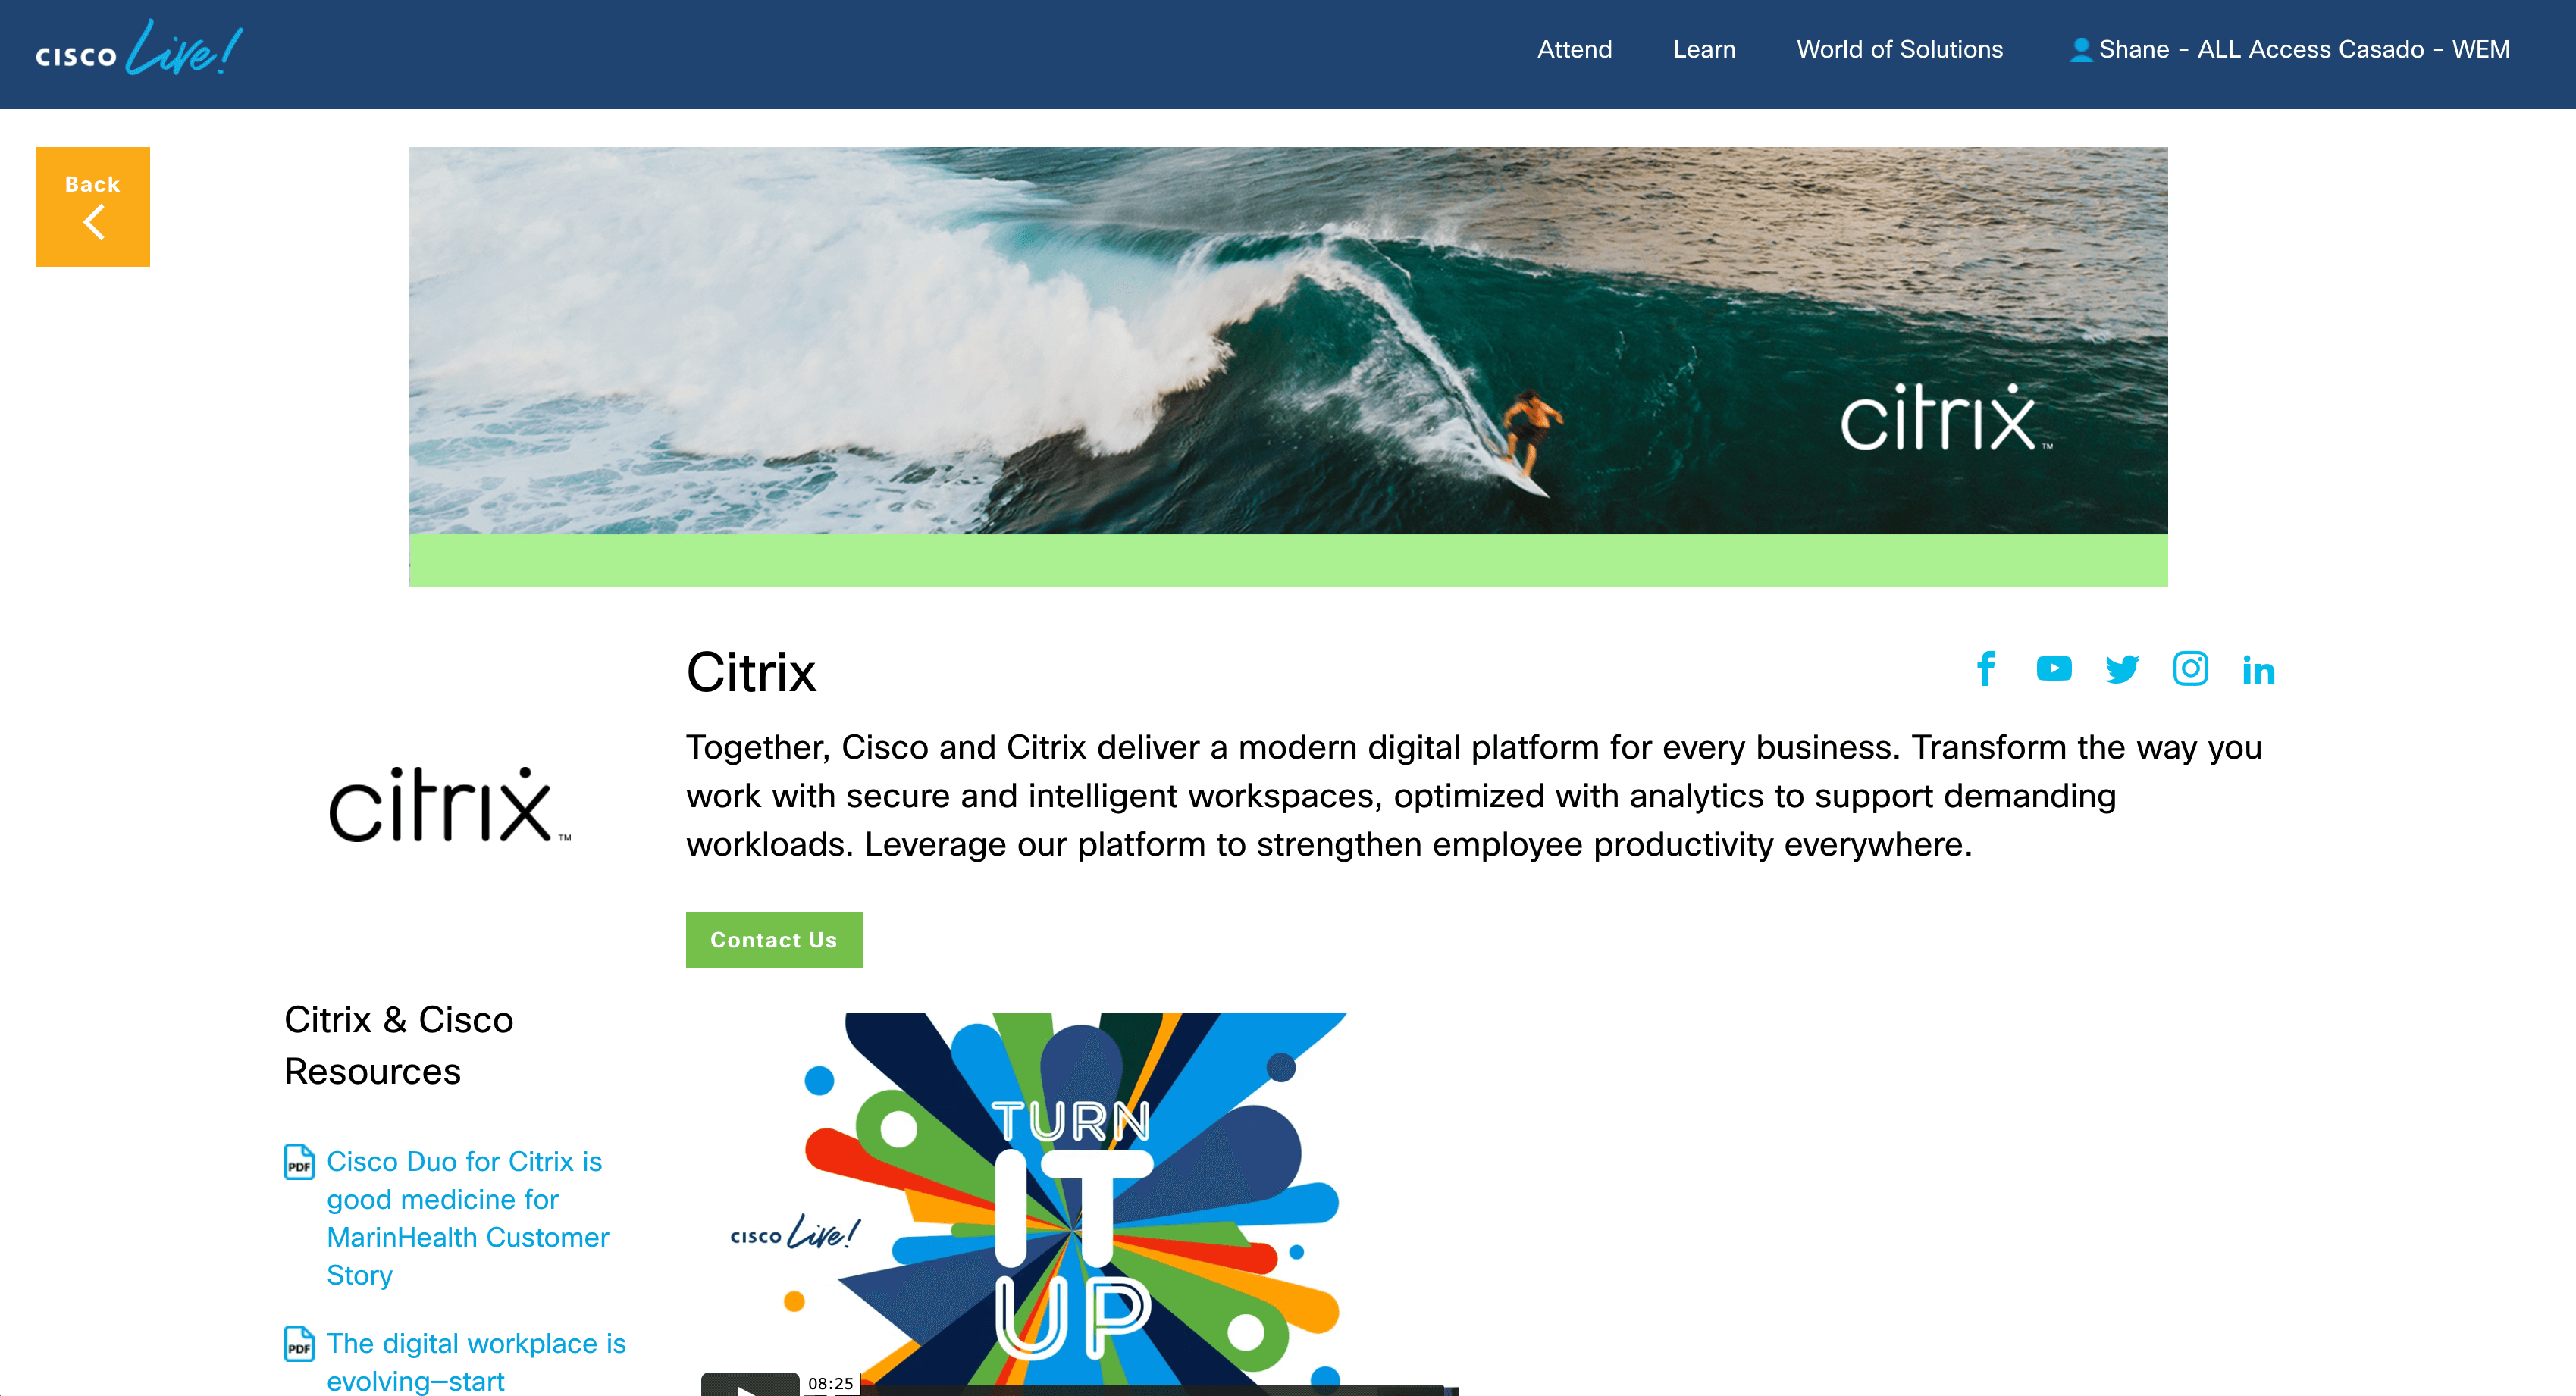 CISCO Live!
Attend Learn World of Solutions Shane - ALL Access Casado - WEM
Back
citrix™
Citrix
Together, Cisco and Citrix deliver a modern digital platform for every business. Transform the way you
work with secure and intelligent workspaces, optimized with analytics to support demanding
workloads. Leverage our platform to strengthen employee productivity everywhere.
citrix™
Contact Us
Citrix & Cisco
Resources
PDF Cisco Duo for Citrix is
good medicine for
MarinHealth Customer
Story
PDF The digital workplace is
evolving—start
CISCO Live!
TURN
IT
UP
08:25